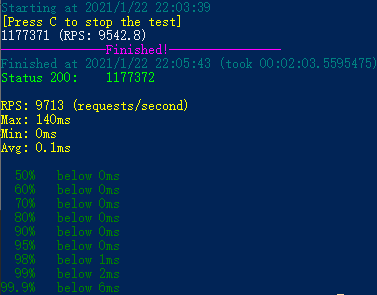 Starting at 2021/1/22 22:03:39
[Press C to stop the test]
1177371 (RPS: 9542.8)
---------------Finished!----------------
Finished at 2021/1/22 22:05:43 (took 00:02:03.5595475)
Status 200: 1177372
RPS: 9713 (requests/second)
Max: 140ms
Min: 0ms
Avg: 0.1ms
50% below 0ms
60% below 0ms
70% below 0ms
80% below 0ms
90% below 0ms
95% below 0ms
98% below 1ms
99% below 2ms
99.9% below 6ms